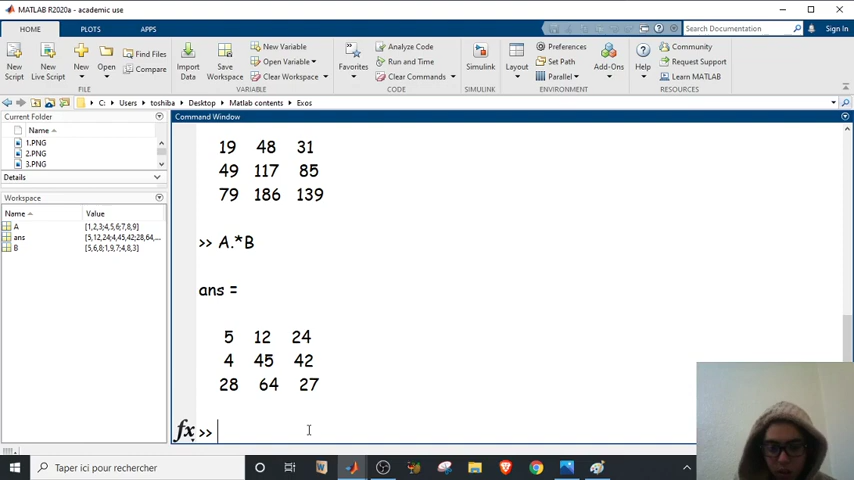 MATLAB R2020a - academic use
HOME PLOTS APPS
Search Documentation
Sign In
New Script
New Live Script
New
Open
Find Files
Compare
Import Data
Save Workspace
New Variable
Open Variable
Clear Workspace
Favorites
Analyze Code
Run and Time
Clear Commands
Simulink
Layout
Preferences
Set Path
Parallel
Add-Ons
Help
Community
Request Support
Learn MATLAB
FILE VARIABLE CODE SIMULINK ENVIRONMENT RESOURCES
C: Users toshiba Desktop Matlab contents Exos
Current Folder
Name
1.PNG
2.PNG
3.PNG
Details
Workspace
Name Value
A [1,2,3;4,5,6;7,8,9]
ans [5,12,24;4,45,42;28,64,...
B [5,6,8;1,9,7;4,8,3]
Command Window
19 48 31
49 117 85
79 186 139
>> A.*B
ans =
5 12 24
4 45 42
28 64 27
fx >>
Taper ici pour rechercher